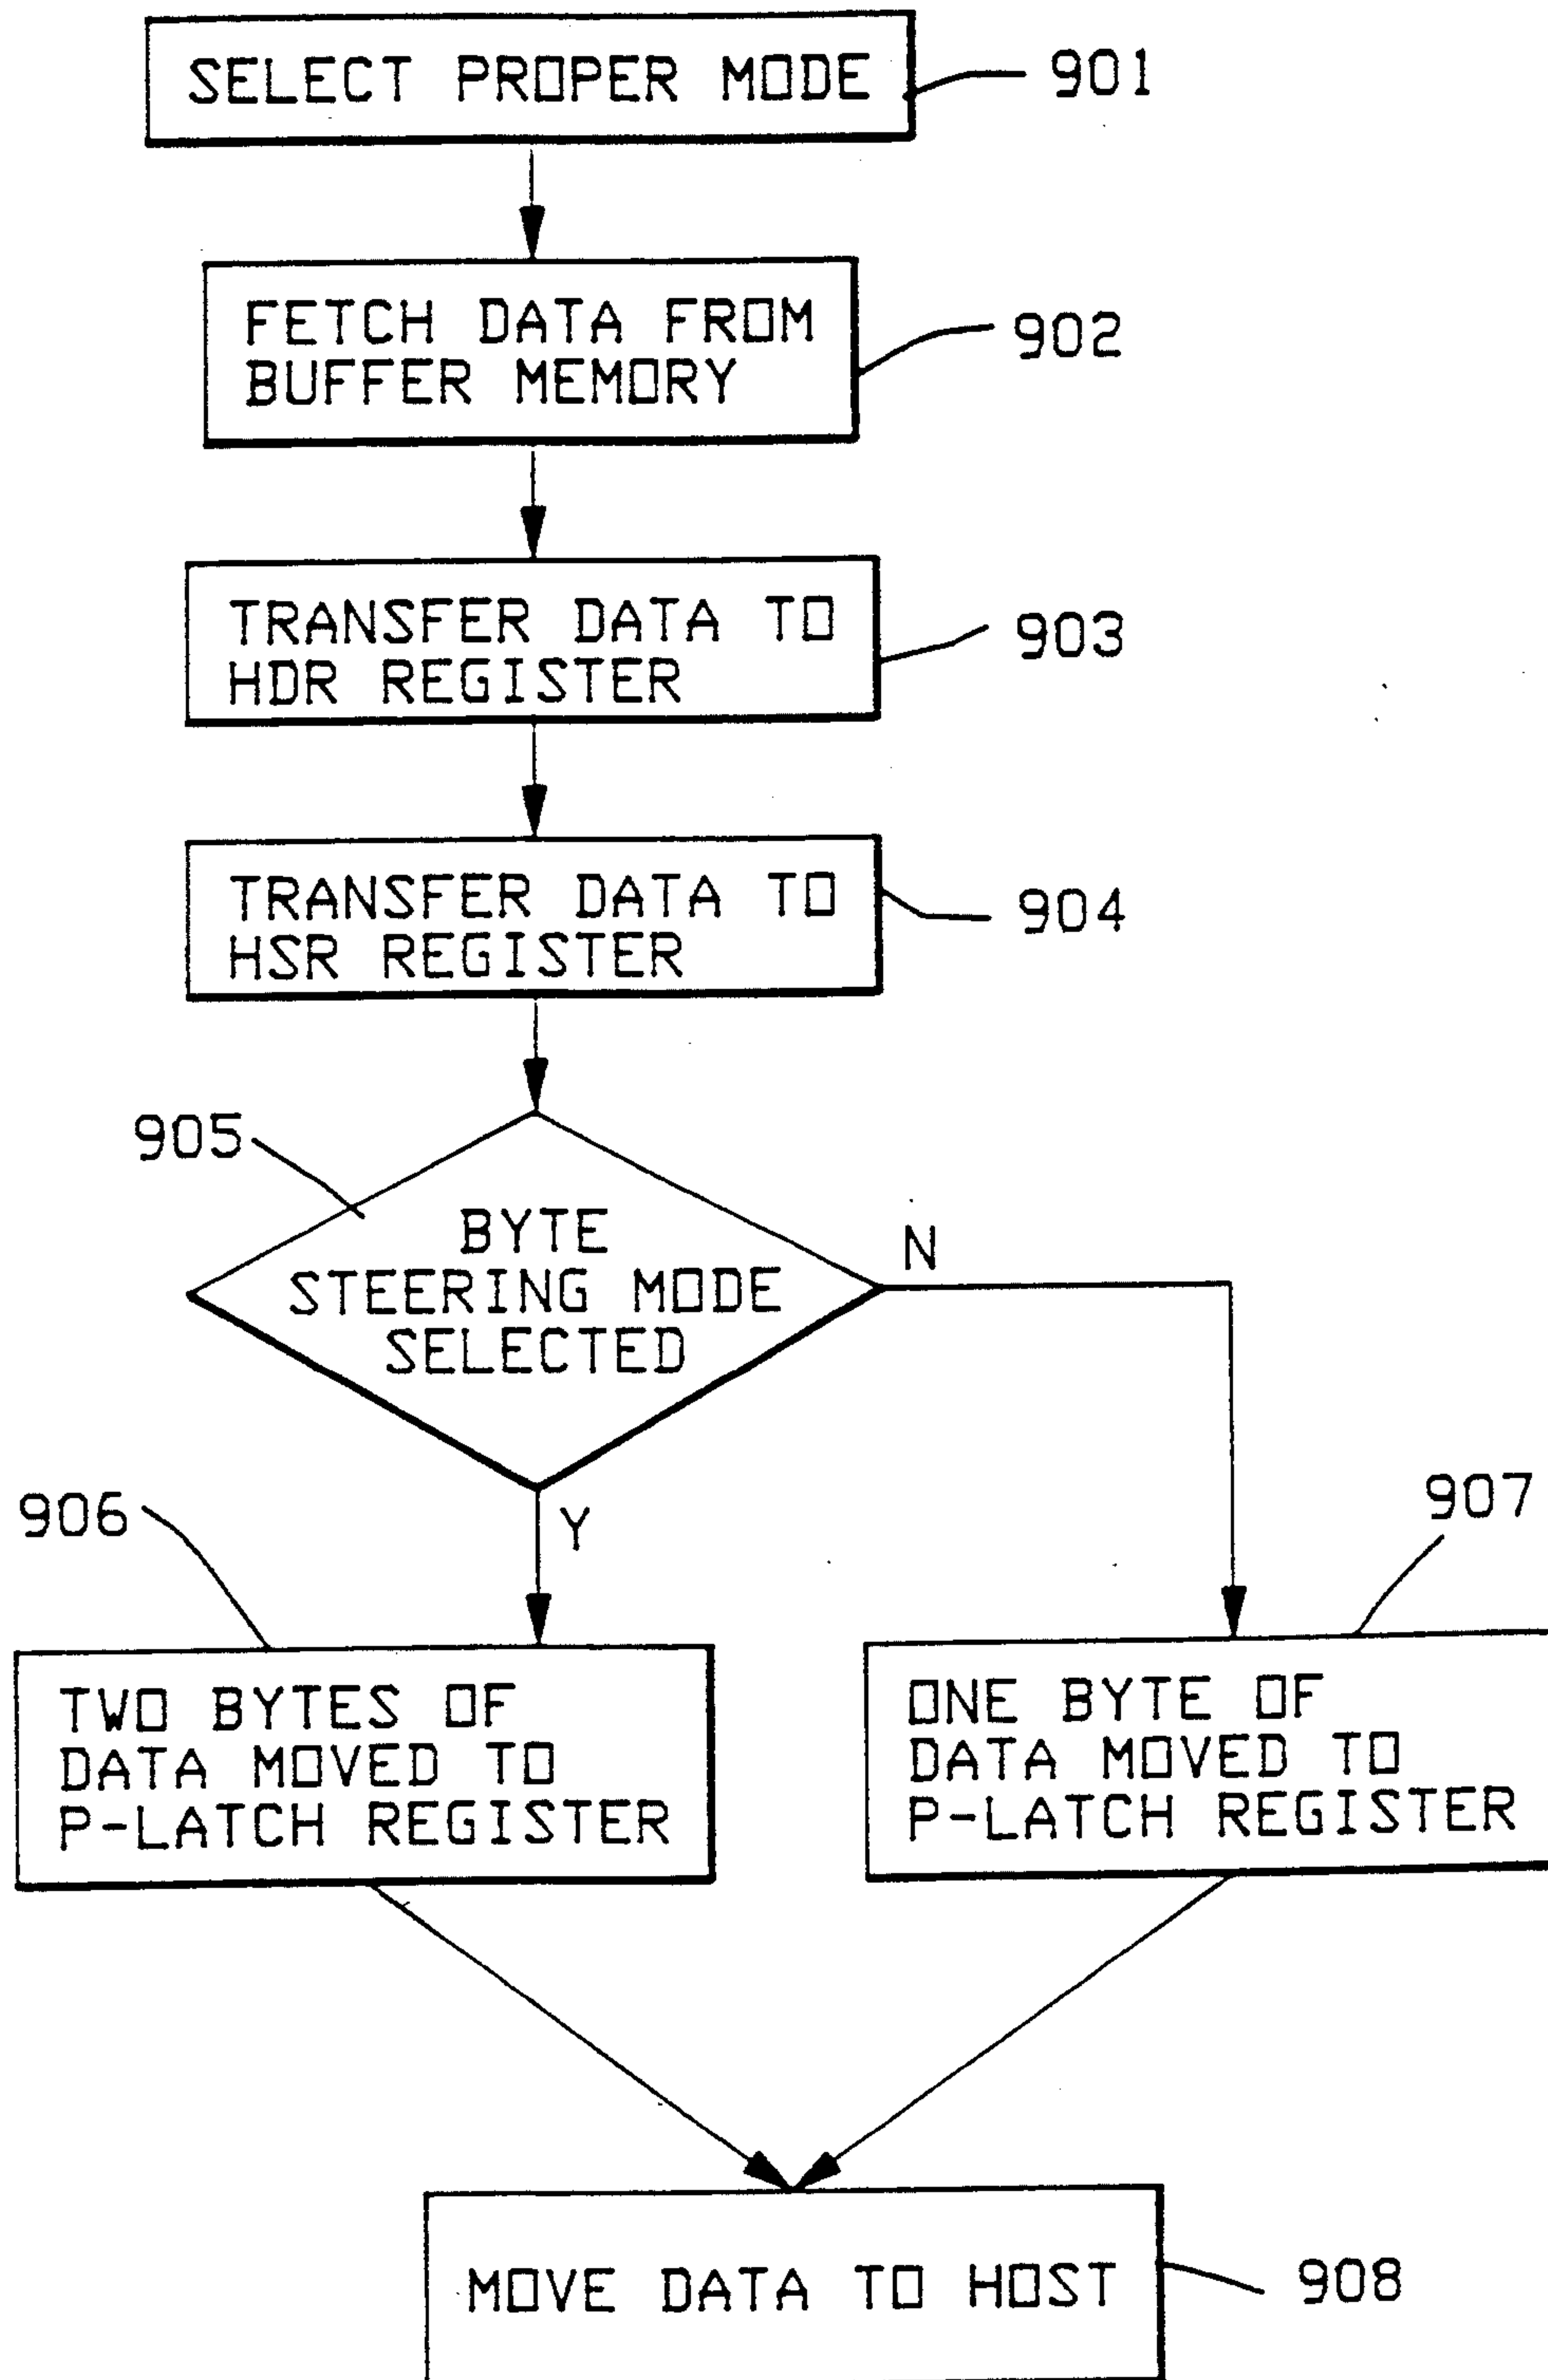 SELECT PROPER MODE
901
FETCH DATA FROM
BUFFER MEMORY
902
TRANSFER DATA TO
HDR REGISTER
903
TRANSFER DATA TO
HSR REGISTER
904
905
BYTE
STEERING MODE
SELECTED
N
Y
906
907
TWO BYTES OF
DATA MOVED TO
P-LATCH REGISTER
ONE BYTE OF
DATA MOVED TO
P-LATCH REGISTER
MOVE DATA TO HOST
908